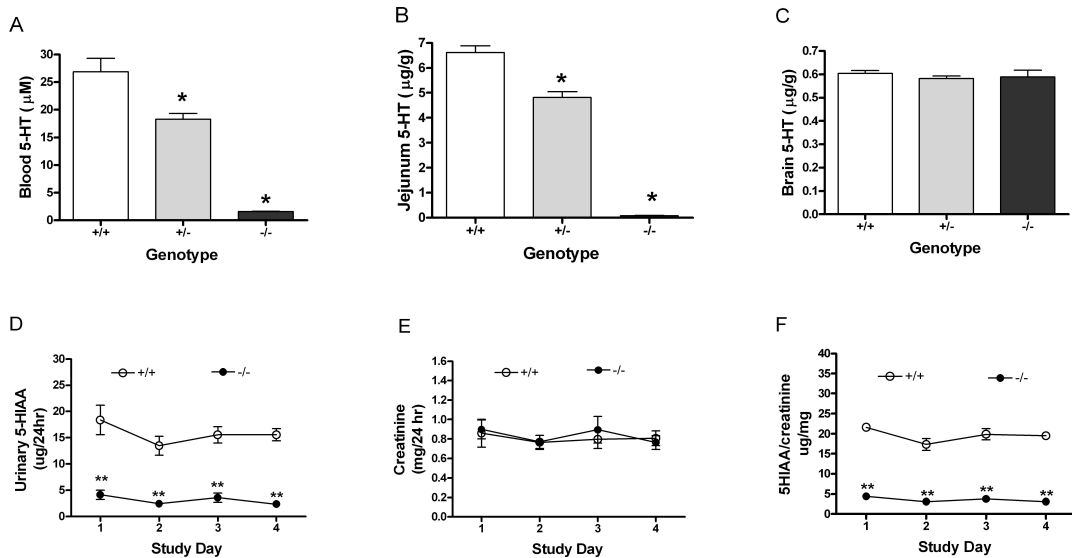 A
Blood 5-HT ( µM)
30
25
20
15
10
5
0
*
*
+/+ +/- -/-
Genotype
B
Jejunum 5-HT (µg/g)
7
6
5
4
3
2
1
0
*
*
+/+ +/- -/-
Genotype
C
Brain 5-HT (µg/g)
0.7
0.6
0.5
0.4
0.3
0.2
0.1
0.0
+/+ +/- -/-
Genotype
D
Urinary 5-HIAA
(ug/24hr)
30
25
20
15
10
5
0
+/+ -/-
** ** ** **
1 2 3 4
Study Day
E
Creatinine
(mg/24 hr)
1.6
1.4
1.2
1.0
0.8
0.6
0.4
0.2
0.0
+/+ -/-
1 2 3 4
Study Day
F
5HIAA/creatinine
ug/mg
40
35
30
25
20
15
10
5
0
+/+ -/-
** ** ** **
1 2 3 4
Study Day